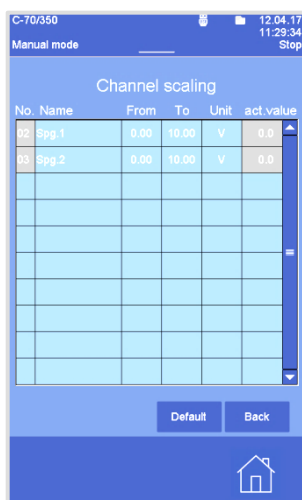 C-70/350 12.04.17
11:29:34
Manual mode Stop
Channel scaling
No. Name From To Unit act.value
02 Spg.1 0.00 10.00 V 0.0
03 Spg.2 0.00 10.00 V 0.0
Default Back